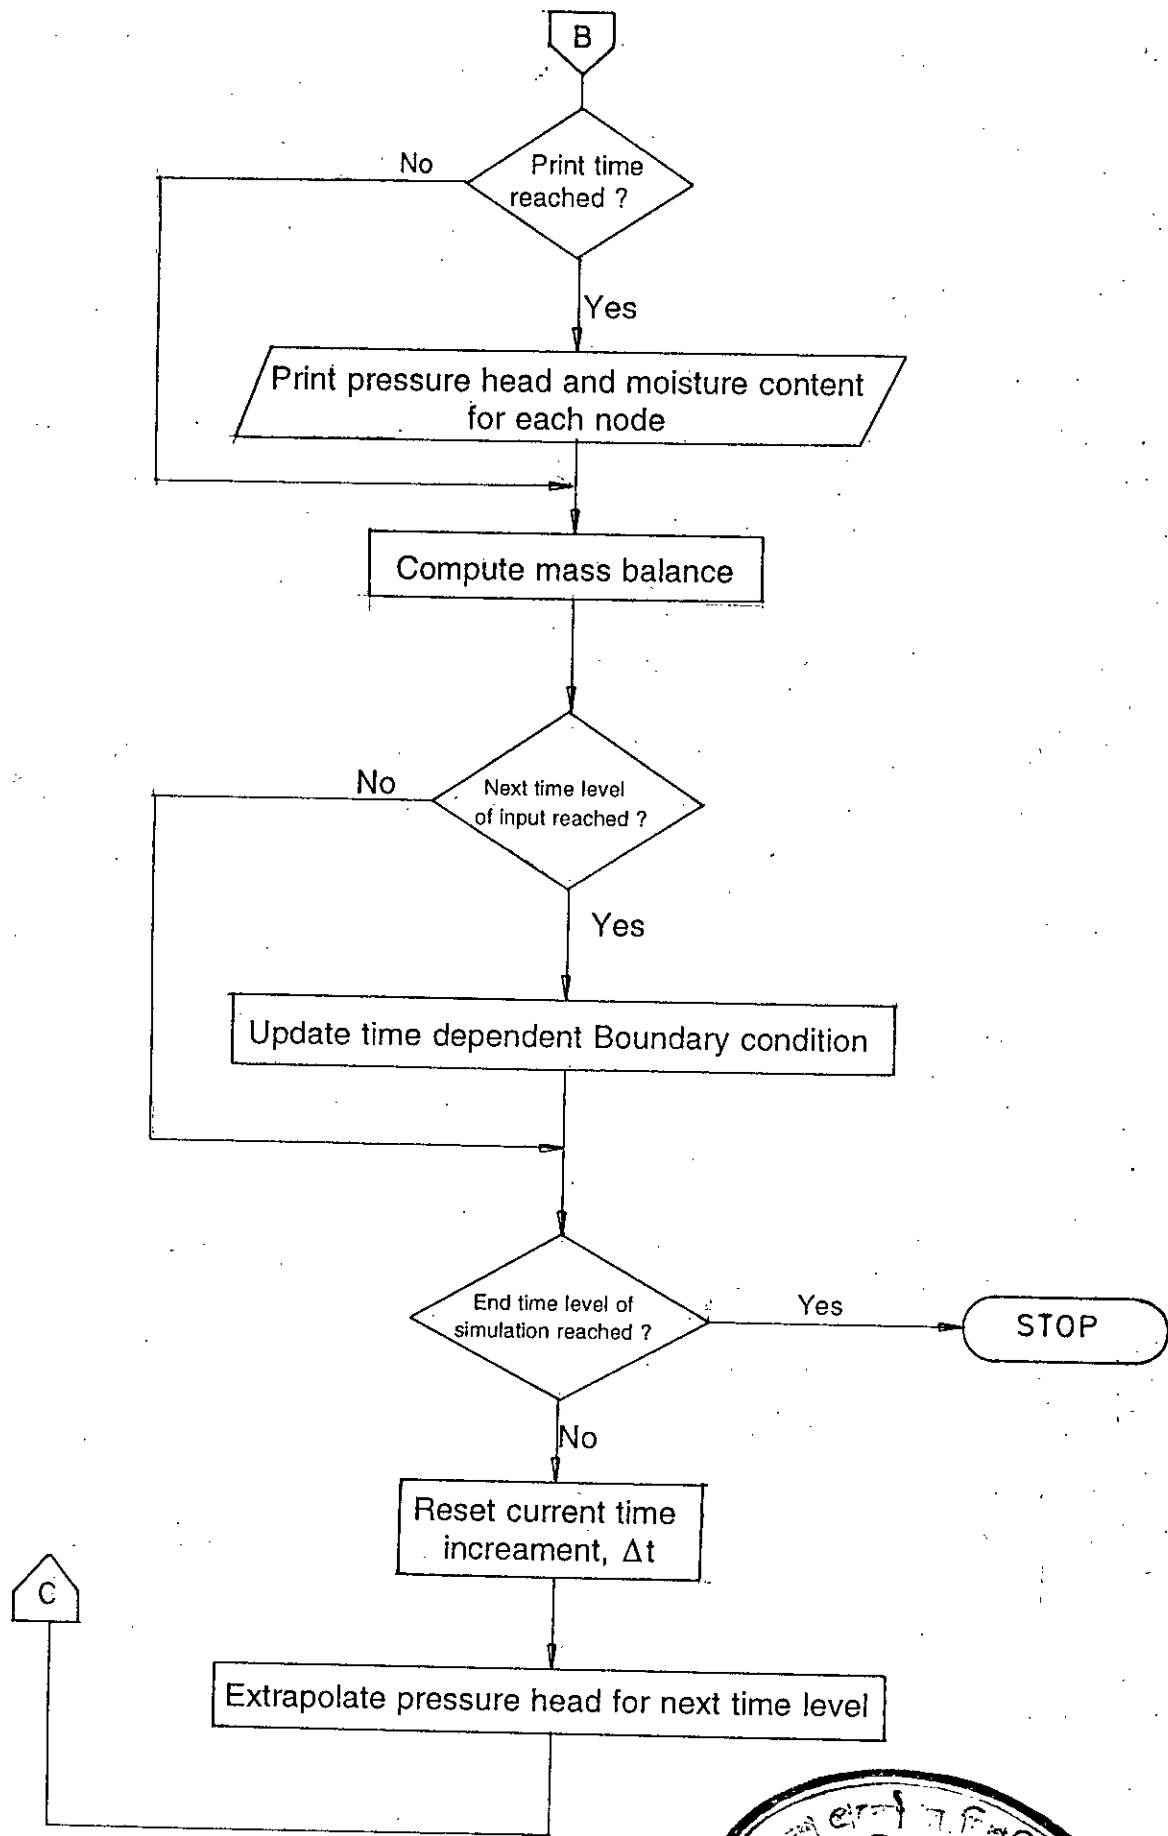 B
Print time
reached ?
No
Yes
Print pressure head and moisture content
for each node
Compute mass balance
Next time level
of input reached ?
No
Yes
Update time dependent Boundary condition
End time level of
simulation reached ?
Yes
STOP
No
Reset current time
increament, Δt
C
Extrapolate pressure head for next time level